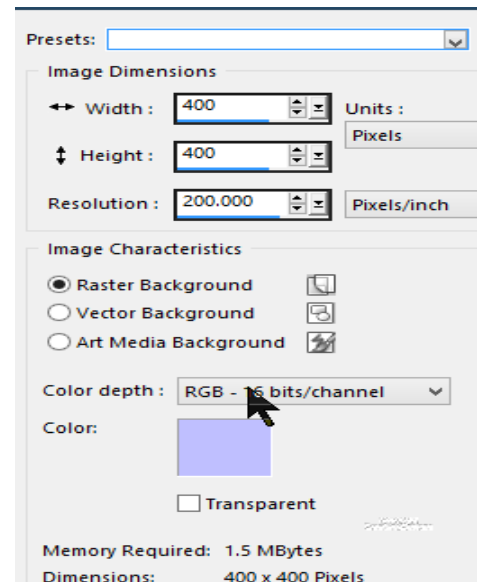 Presets:
Image Dimensions
Width : 400 Units :
Pixels
Height : 400
Resolution : 200.000 Pixels/inch
Image Characteristics
Raster Background
Vector Background
Art Media Background
Color depth : RGB - 16 bits/channel
Color:
Transparent
Memory Required: 1.5 MBytes
Dimensions: 400 x 400 Pixels